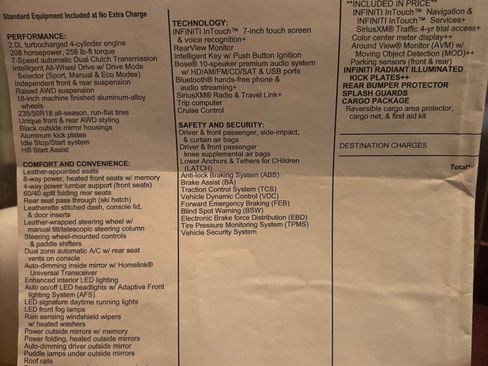 Standard Equipment Included at No Extra Charge
PERFORMANCE:
2.0L turbocharged 4-cylinder engine
208 horsepower, 258 lb-ft torque
7-Speed automatic Dual Clutch Transmission
Intelligent All-Wheel Drive w/ Drive Mode
Selector (Sport, Manual & Eco Modes)
Independent front & rear suspension
Raised AWD suspension
18-inch machine finished aluminum-alloy
wheels
235/50R18 all-season, run-flat tires
Unique front & rear AWD styling
Black outside mirror housings
Aluminum kick plates
Idle Stop/Start system
Hill Start Assist
COMFORT AND CONVENIENCE:
Leather-appointed seats
8-way power, heated front seats w/ memory
4-way power lumbar support (front seats)
60/40 split folding rear seats
Rear seat pass through (ski hatch)
Leatherette stitched dash, console lid,
& door inserts
Leather-wrapped steering wheel w/
manual tilt/telescopic steering column
Steering wheel-mounted controls
& paddle shifters
Dual zone automatic A/C w/ rear seat
vents on console
Auto-dimming inside mirror w/ Homelink®
Universal Transceiver
Enhanced interior LED lighting
Auto on/off LED headlights w/ Adaptive Front
lighting System (AFS)
LED signature daytime running lights
LED front fog lamps
Rain sensing windshield wipers
w/ heated washers
Power outside mirrors w/ memory
Power folding, heated outside mirrors
Auto-dimming driver outside mirror
Puddle lamps under outside mirrors
Roof rails
TECHNOLOGY:
INFINITI InTouch™ 7-inch touch screen
& voice recognition+
RearView Monitor
Intelligent Key w/ Push Button Ignition
Bose® 10-speaker premium audio system
w/ HD/AM/FM/CD/SAT & USB ports
Bluetooth® hands-free phone &
audio streaming+
SiriusXM® Radio & Travel Link+
Trip computer
Cruise Control
SAFETY AND SECURITY:
Driver & front passenger, side-impact,
& curtain air bags
Driver & front passenger
knee supplemental air bags
Lower Anchors & Tethers for CHildren
(LATCH)
Anti-lock Braking System (ABS)
Brake Assist (BA)
Traction Control System (TCS)
Vehicle Dynamic Control (VDC)
Forward Emergency Braking (FEB)
Blind Spot Warning (BSW)
Electronic Brake force Distribution (EBD)
Tire Pressure Monitoring System (TPMS)
Vehicle Security System
**INCLUDED IN PRICE**
INFINITI InTouch™ Navigation &
INFINITI InTouch™ Services+
SiriusXM® Traffic 4-yr trial access+
Color center meter display++
Around View® Monitor (AVM) w/
Moving Object Detection (MOD)++
Parking sensors (front & rear)
INFINITI RADIANT ILLUMINATED
KICK PLATES++
REAR BUMPER PROTECTOR
SPLASH GUARDS
CARGO PACKAGE
Reversible cargo area protector,
cargo net, & first aid kit
DESTINATION CHARGES
Total*